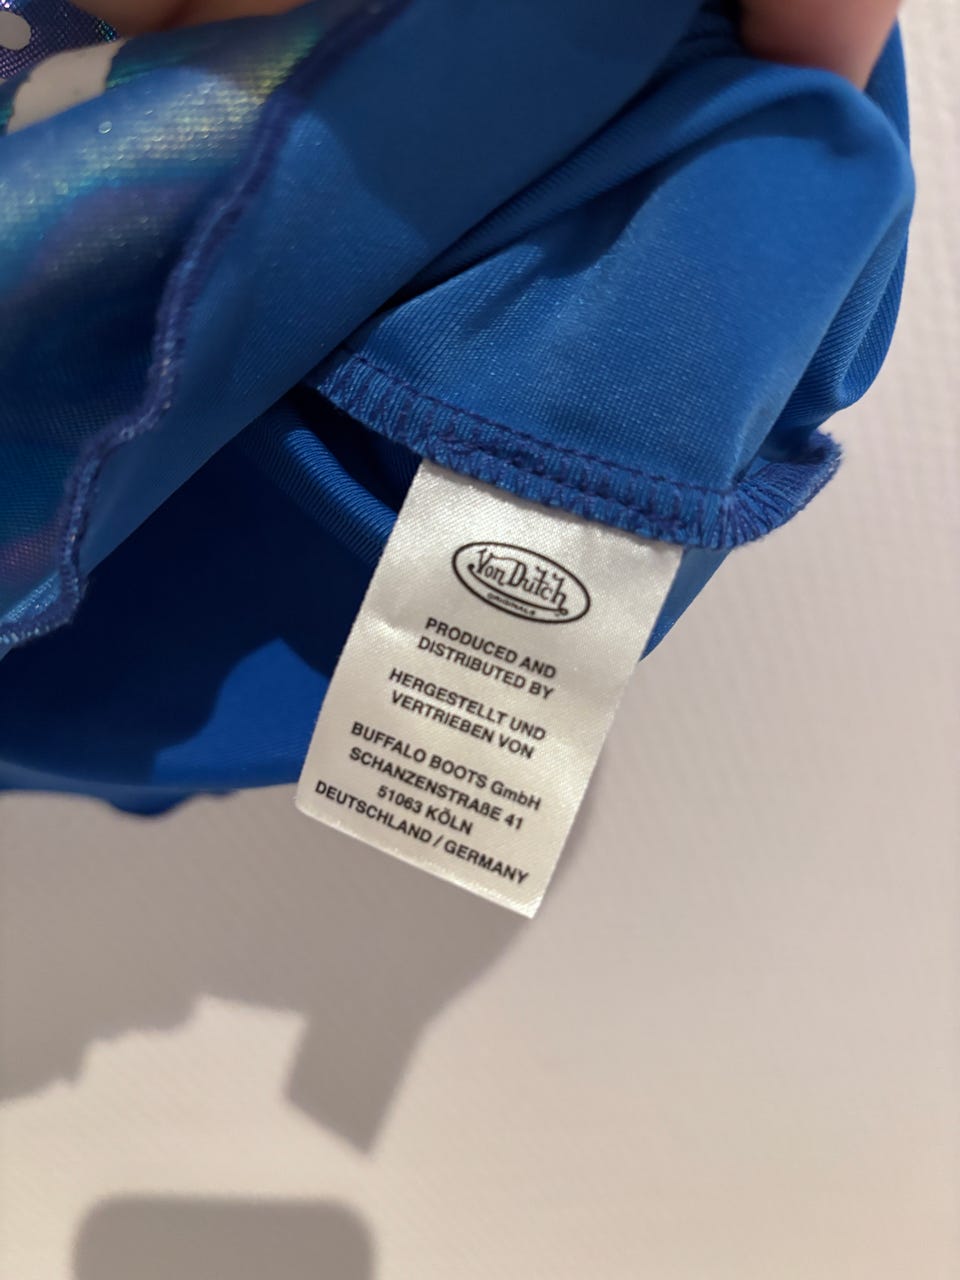 Von Dutch
ORIGINALS
PRODUCED AND
DISTRIBUTED BY
HERGESTELLT UND
VERTRIEBEN VON
BUFFALO BOOTS GmbH
SCHANZENSTRAßE 41
51063 KÖLN
DEUTSCHLAND / GERMANY